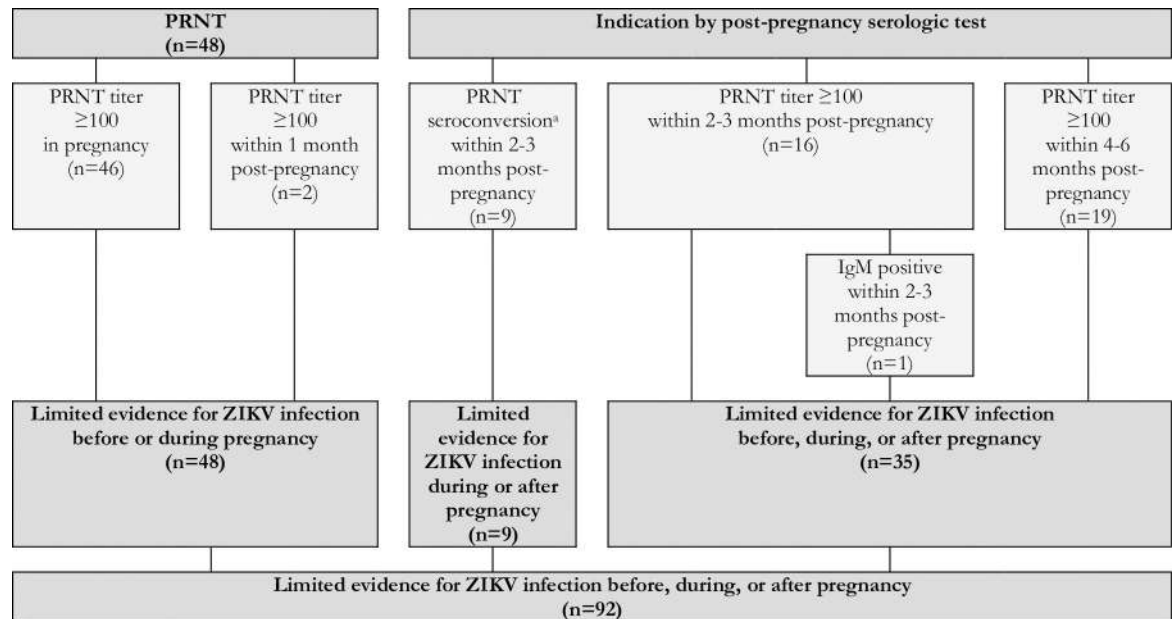 PRNT
(n=48)
Indication by post-pregnancy serologic test
PRNT titer
≥100
in pregnancy
(n=46)
PRNT titer
≥100
within 1 month
post-pregnancy
(n=2)
PRNT
seroconversionᵃ
within 2-3
months post-
pregnancy
(n=9)
PRNT titer ≥100
within 2-3 months post-pregnancy
(n=16)
PRNT titer
≥100
within 4-6
months post-
pregnancy
(n=19)
IgM positive
within 2-3
months post-
pregnancy
(n=1)
Limited evidence for ZIKV infection
before or during pregnancy
(n=48)
Limited
evidence for
ZIKV infection
during or after
pregnancy
(n=9)
Limited evidence for ZIKV infection
before, during, or after pregnancy
(n=35)
Limited evidence for ZIKV infection before, during, or after pregnancy
(n=92)